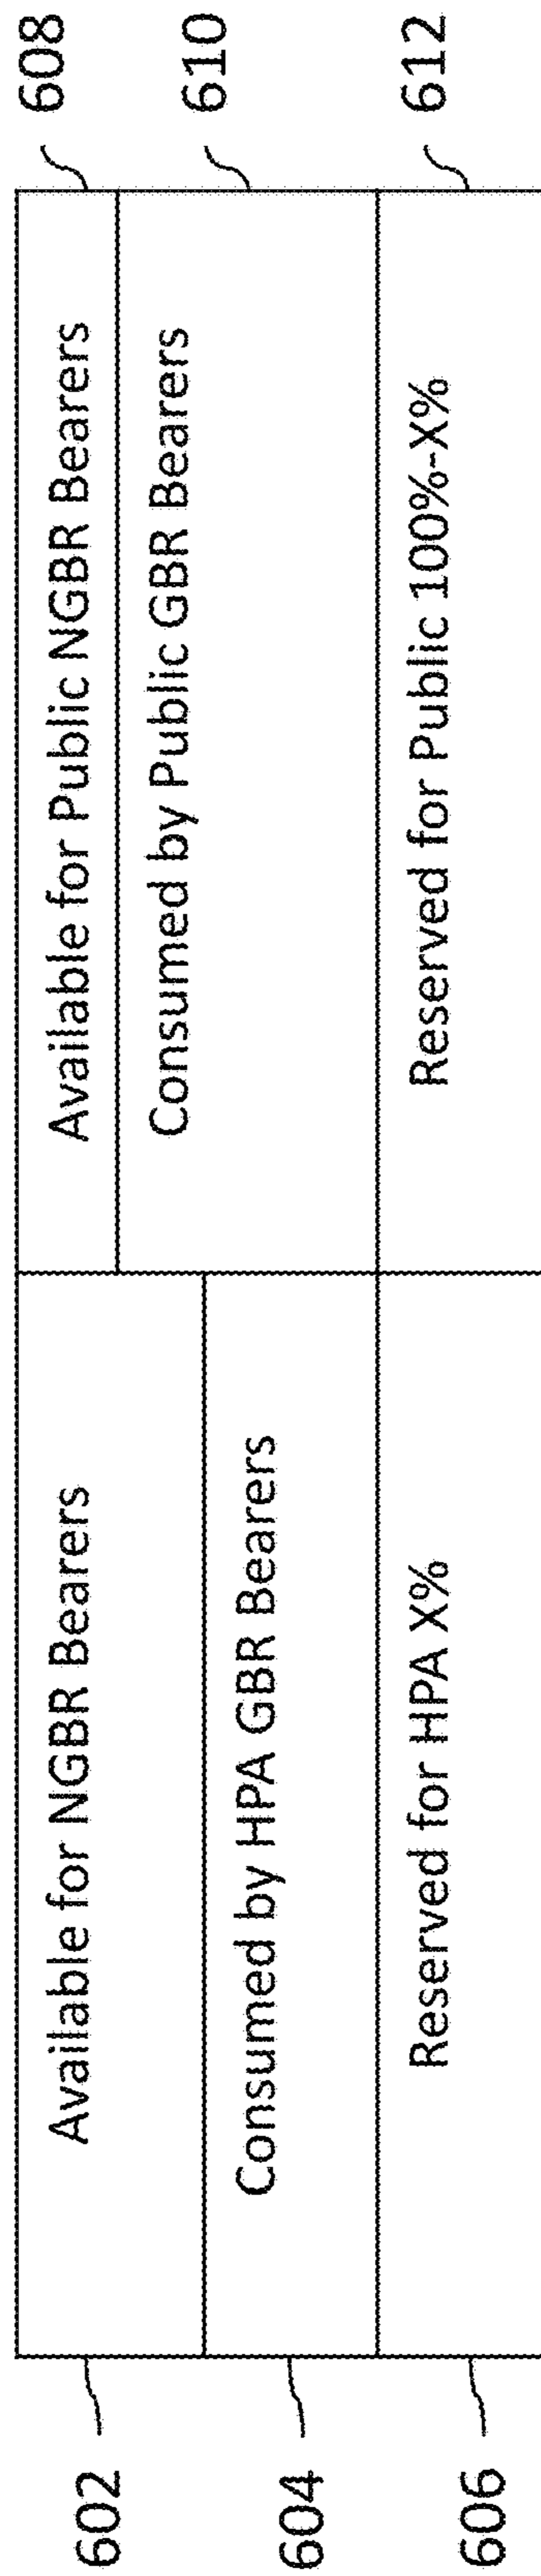 602
Available for NGBR Bearers
Available for Public NGBR Bearers
608
604
Consumed by HPA GBR Bearers
Consumed by Public GBR Bearers
610
606
Reserved for HPA X%
Reserved for Public 100%-X%
612